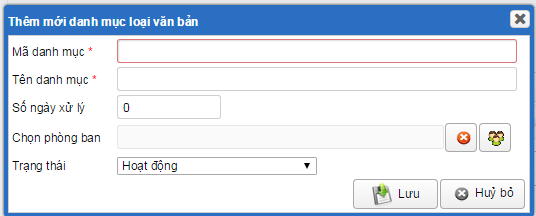 Thêm mới danh mục loại văn bản
Mã danh mục *
Tên danh mục *
Số ngày xử lý 0
Chọn phòng ban
Trạng thái Hoạt động
Lưu Huỷ bỏ